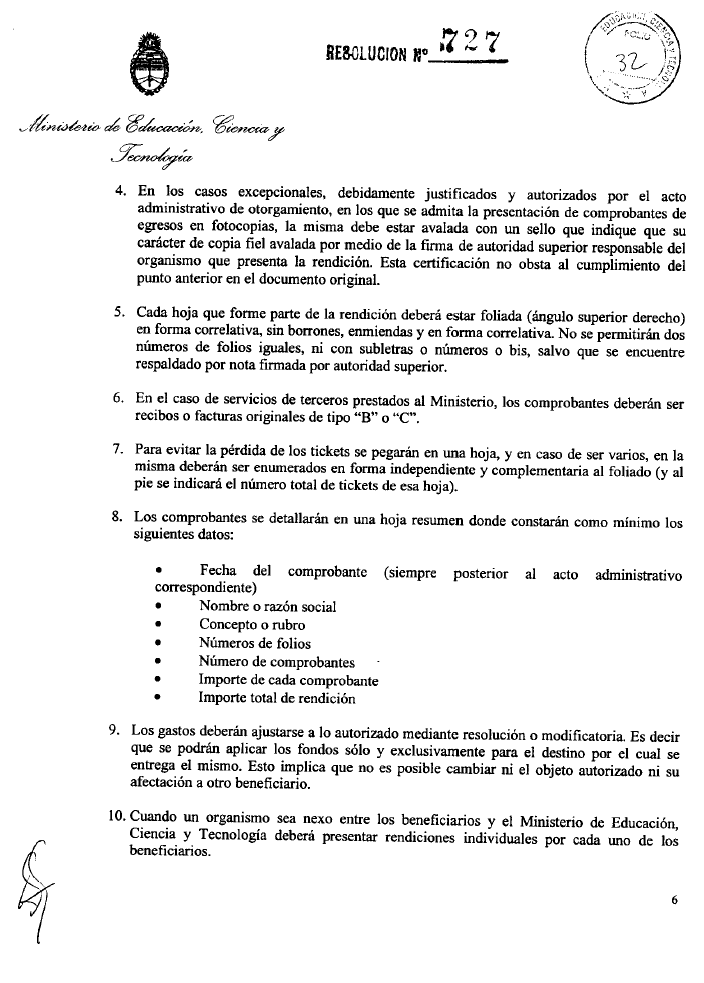 RESOLUCION Nº 727
EDUCACION, CIENCIA Y TECNO
FOLIO
32
Ministerio de Educación, Ciencia y
Tecnología
4. En los casos excepcionales, debidamente justificados y autorizados por el acto
administrativo de otorgamiento, en los que se admita la presentación de comprobantes de
egresos en fotocopias, la misma debe estar avalada con un sello que indique que su
carácter de copia fiel avalada por medio de la firma de autoridad superior responsable del
organismo que presenta la rendición. Esta certificación no obsta al cumplimiento del
punto anterior en el documento original.
5. Cada hoja que forme parte de la rendición deberá estar foliada (ángulo superior derecho)
en forma correlativa, sin borrones, enmiendas y en forma correlativa. No se permitirán dos
números de folios iguales, ni con subletras o números o bis, salvo que se encuentre
respaldado por nota firmada por autoridad superior.
6. En el caso de servicios de terceros prestados al Ministerio, los comprobantes deberán ser
recibos o facturas originales de tipo “B” o “C”.
7. Para evitar la pérdida de los tickets se pegarán en una hoja, y en caso de ser varios, en la
misma deberán ser enumerados en forma independiente y complementaria al foliado (y al
pie se indicará el número total de tickets de esa hoja).
8. Los comprobantes se detallarán en una hoja resumen donde constarán como mínimo los
siguientes datos:
• Fecha del comprobante (siempre posterior al acto administrativo
correspondiente)
• Nombre o razón social
• Concepto o rubro
• Números de folios
• Número de comprobantes
• Importe de cada comprobante
• Importe total de rendición
9. Los gastos deberán ajustarse a lo autorizado mediante resolución o modificatoria. Es decir
que se podrán aplicar los fondos sólo y exclusivamente para el destino por el cual se
entrega el mismo. Esto implica que no es posible cambiar ni el objeto autorizado ni su
afectación a otro beneficiario.
10. Cuando un organismo sea nexo entre los beneficiarios y el Ministerio de Educación,
Ciencia y Tecnología deberá presentar rendiciones individuales por cada uno de los
beneficiarios.
6